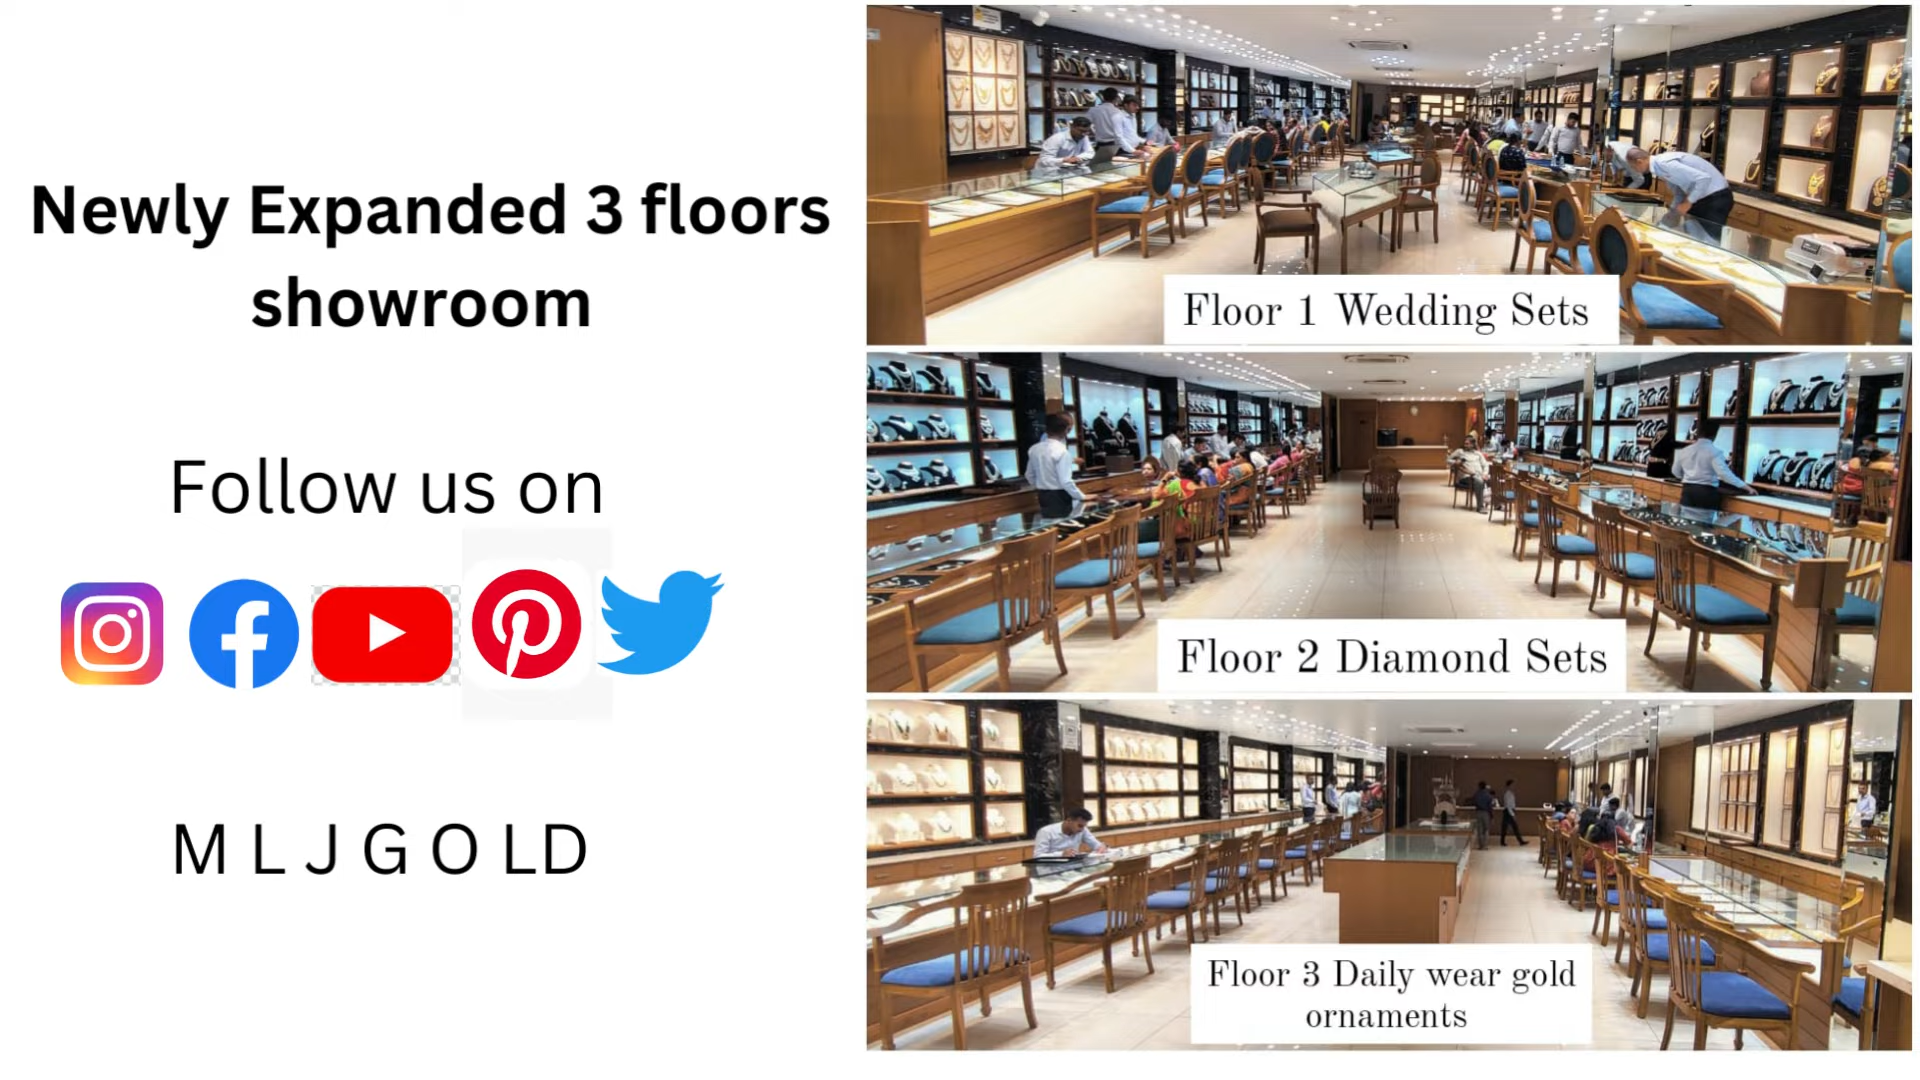 Newly Expanded 3 floors
showroom
Follow us on
M L J G O LD
Floor 1 Wedding Sets
Floor 2 Diamond Sets
Floor 3 Daily wear gold
ornaments